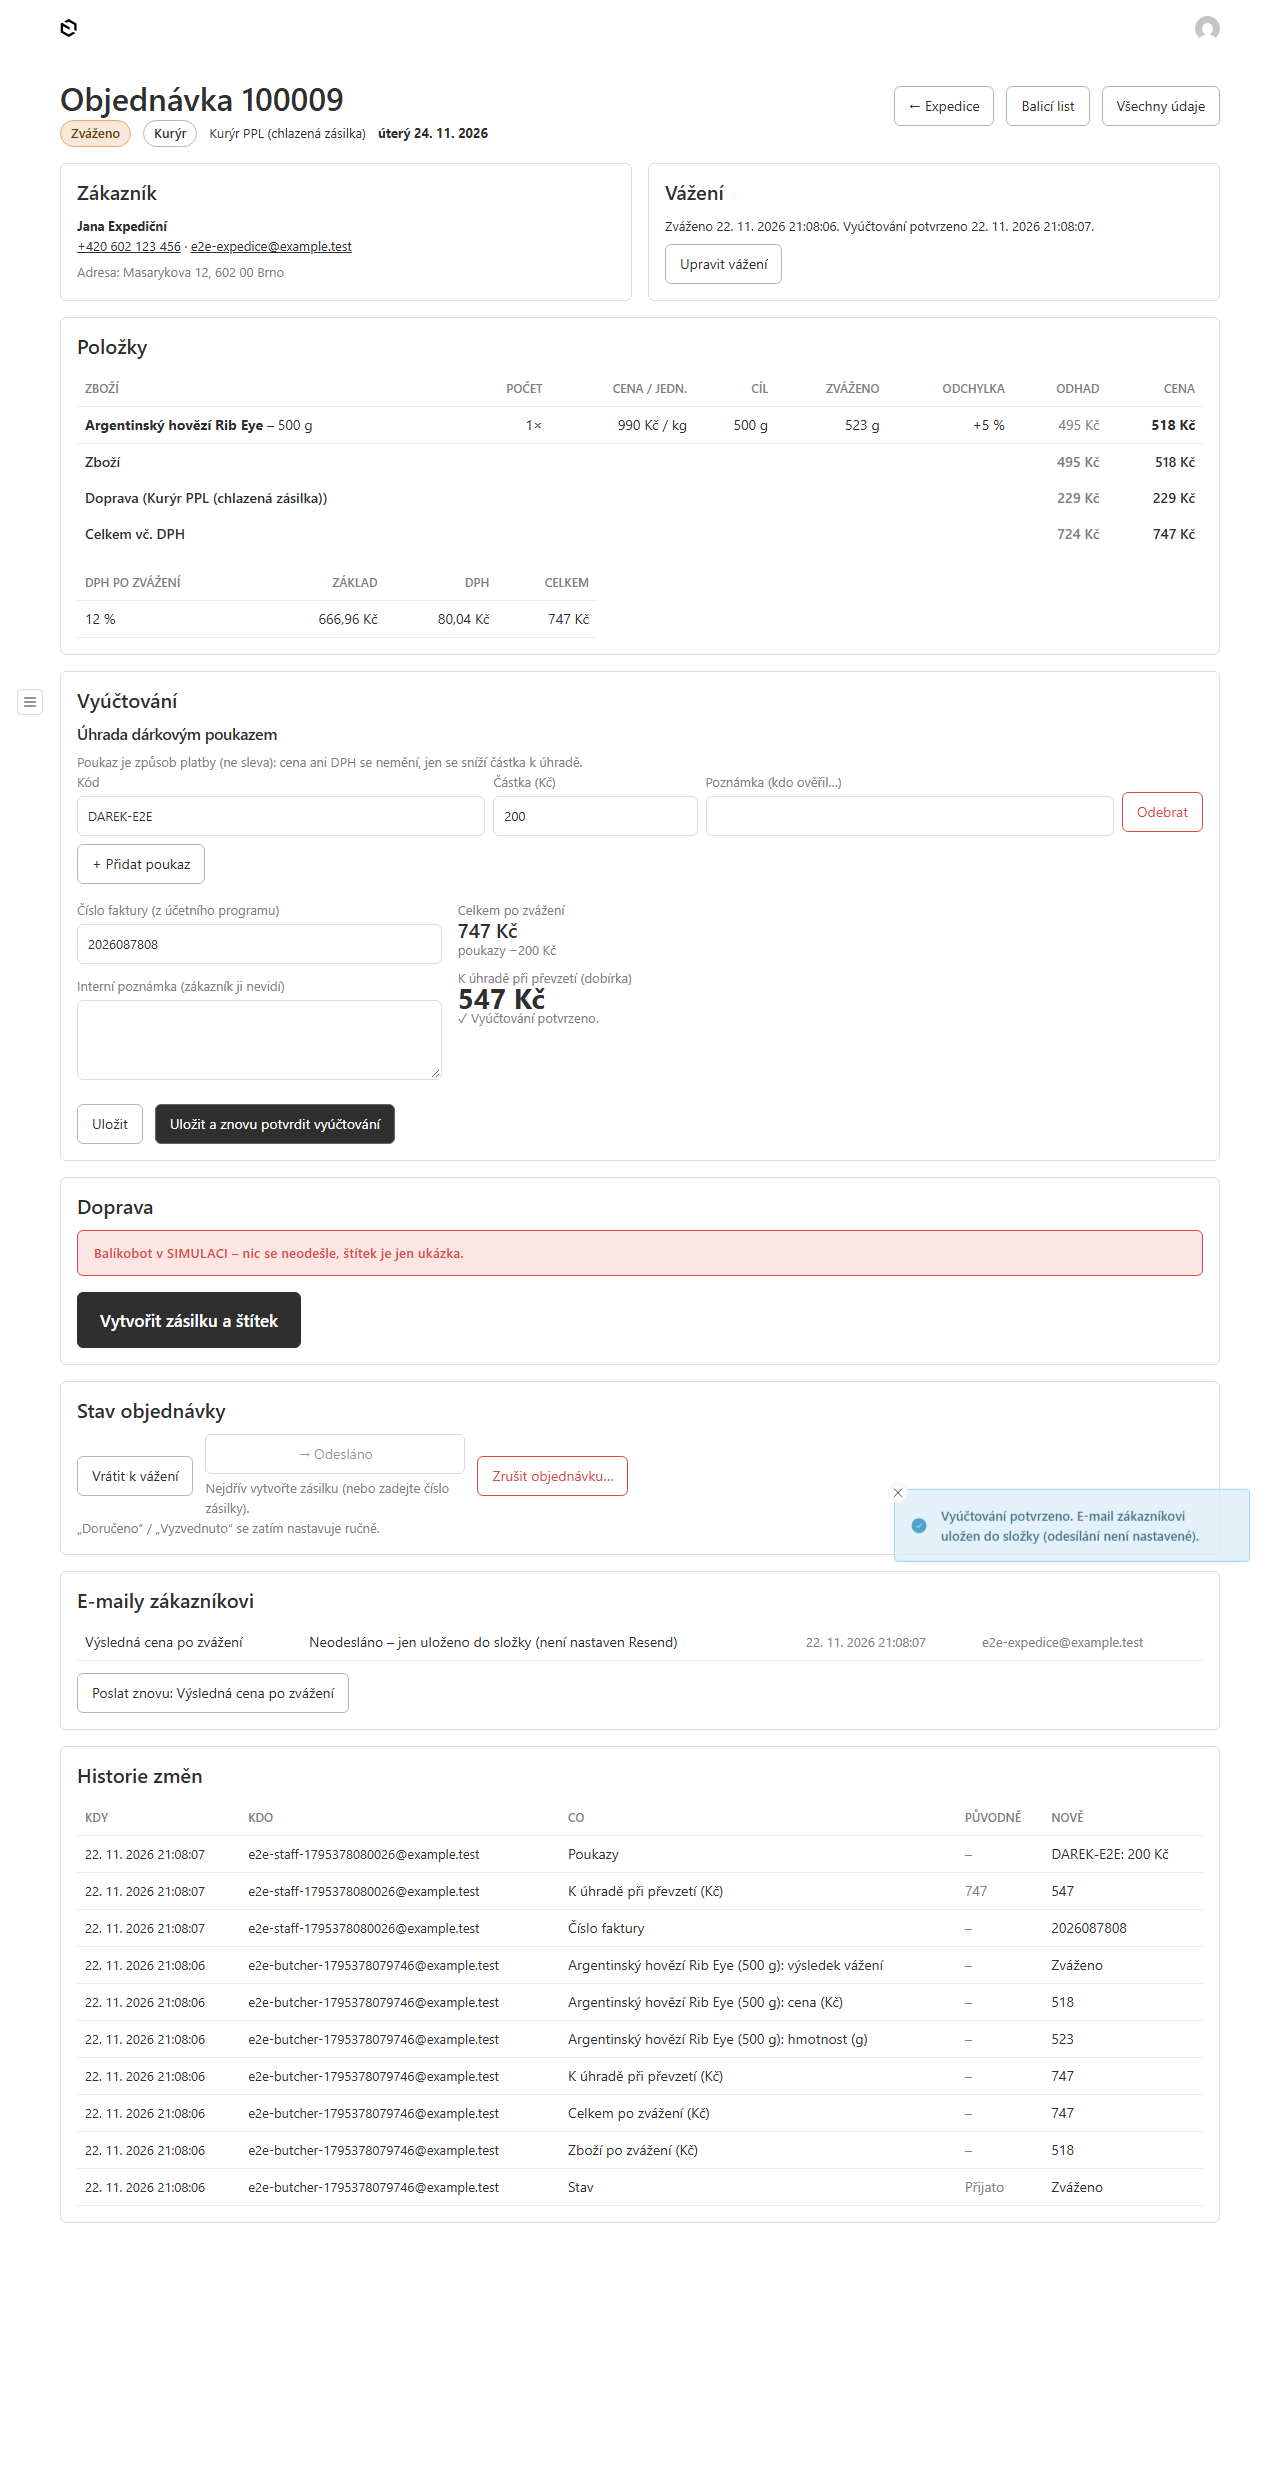 Objednávka 100009
← Expedice
Balicí list
Všechny údaje
Zváženo
Kurýr
Kurýr PPL (chlazená zásilka)
úterý 24. 11. 2026
Zákazník
Jana Expediční
+420 602 123 456 · e2e-expedice@example.test
Adresa: Masarykova 12, 602 00 Brno
Vážení
Zváženo 22. 11. 2026 21:08:06. Vyúčtování potvrzeno 22. 11. 2026 21:08:07.
Upravit vážení
Položky
ZBOŽÍ POČET CENA / JEDN. CÍL ZVÁŽENO ODCHYLKA ODHAD CENA
Argentinský hovězí Rib Eye – 500 g 1× 990 Kč / kg 500 g 523 g +5 % 495 Kč 518 Kč
Zboží 495 Kč 518 Kč
Doprava (Kurýr PPL (chlazená zásilka)) 229 Kč 229 Kč
Celkem vč. DPH 724 Kč 747 Kč
DPH PO ZVÁŽENÍ ZÁKLAD DPH CELKEM
12 % 666,96 Kč 80,04 Kč 747 Kč
Vyúčtování
Úhrada dárkovým poukazem
Poukaz je způsob platby (ne sleva): cena ani DPH se nemění, jen se sníží částka k úhradě.
Kód Částka (Kč) Poznámka (kdo ověřil…)
DAREK-E2E 200 Odebrat
+ Přidat poukaz
Číslo faktury (z účetního programu)
2026087808
Interní poznámka (zákazník ji nevidí)
Celkem po zvážení
747 Kč
poukazy −200 Kč
K úhradě při převzetí (dobírka)
547 Kč
✓ Vyúčtování potvrzeno.
Uložit
Uložit a znovu potvrdit vyúčtování
Doprava
Balíkobot v SIMULACI – nic se neodešle, štítek je jen ukázka.
Vytvořit zásilku a štítek
Stav objednávky
Vrátit k vážení
→ Odesláno
Nejdřív vytvořte zásilku (nebo zadejte číslo
zásilky).
Zrušit objednávku…
„Doručeno“ / „Vyzvednuto“ se zatím nastavuje ručně.
Vyúčtování potvrzeno. E-mail zákazníkovi
uložen do složky (odesílání není nastavené).
E-maily zákazníkovi
Výsledná cena po zvážení Neodesláno – jen uloženo do složky (není nastaven Resend) 22. 11. 2026 21:08:07 e2e-expedice@example.test
Poslat znovu: Výsledná cena po zvážení
Historie změn
KDY KDO CO PŮVODNĚ NOVĚ
22. 11. 2026 21:08:07 e2e-staff-1795378080026@example.test Poukazy – DAREK-E2E: 200 Kč
22. 11. 2026 21:08:07 e2e-staff-1795378080026@example.test K úhradě při převzetí (Kč) 747 547
22. 11. 2026 21:08:07 e2e-staff-1795378080026@example.test Číslo faktury – 2026087808
22. 11. 2026 21:08:06 e2e-butcher-1795378079746@example.test Argentinský hovězí Rib Eye (500 g): výsledek vážení – Zváženo
22. 11. 2026 21:08:06 e2e-butcher-1795378079746@example.test Argentinský hovězí Rib Eye (500 g): cena (Kč) – 518
22. 11. 2026 21:08:06 e2e-butcher-1795378079746@example.test Argentinský hovězí Rib Eye (500 g): hmotnost (g) – 523
22. 11. 2026 21:08:06 e2e-butcher-1795378079746@example.test K úhradě při převzetí (Kč) – 747
22. 11. 2026 21:08:06 e2e-butcher-1795378079746@example.test Celkem po zvážení (Kč) – 747
22. 11. 2026 21:08:06 e2e-butcher-1795378079746@example.test Zboží po zvážení (Kč) – 518
22. 11. 2026 21:08:06 e2e-butcher-1795378079746@example.test Stav Přijato Zváženo